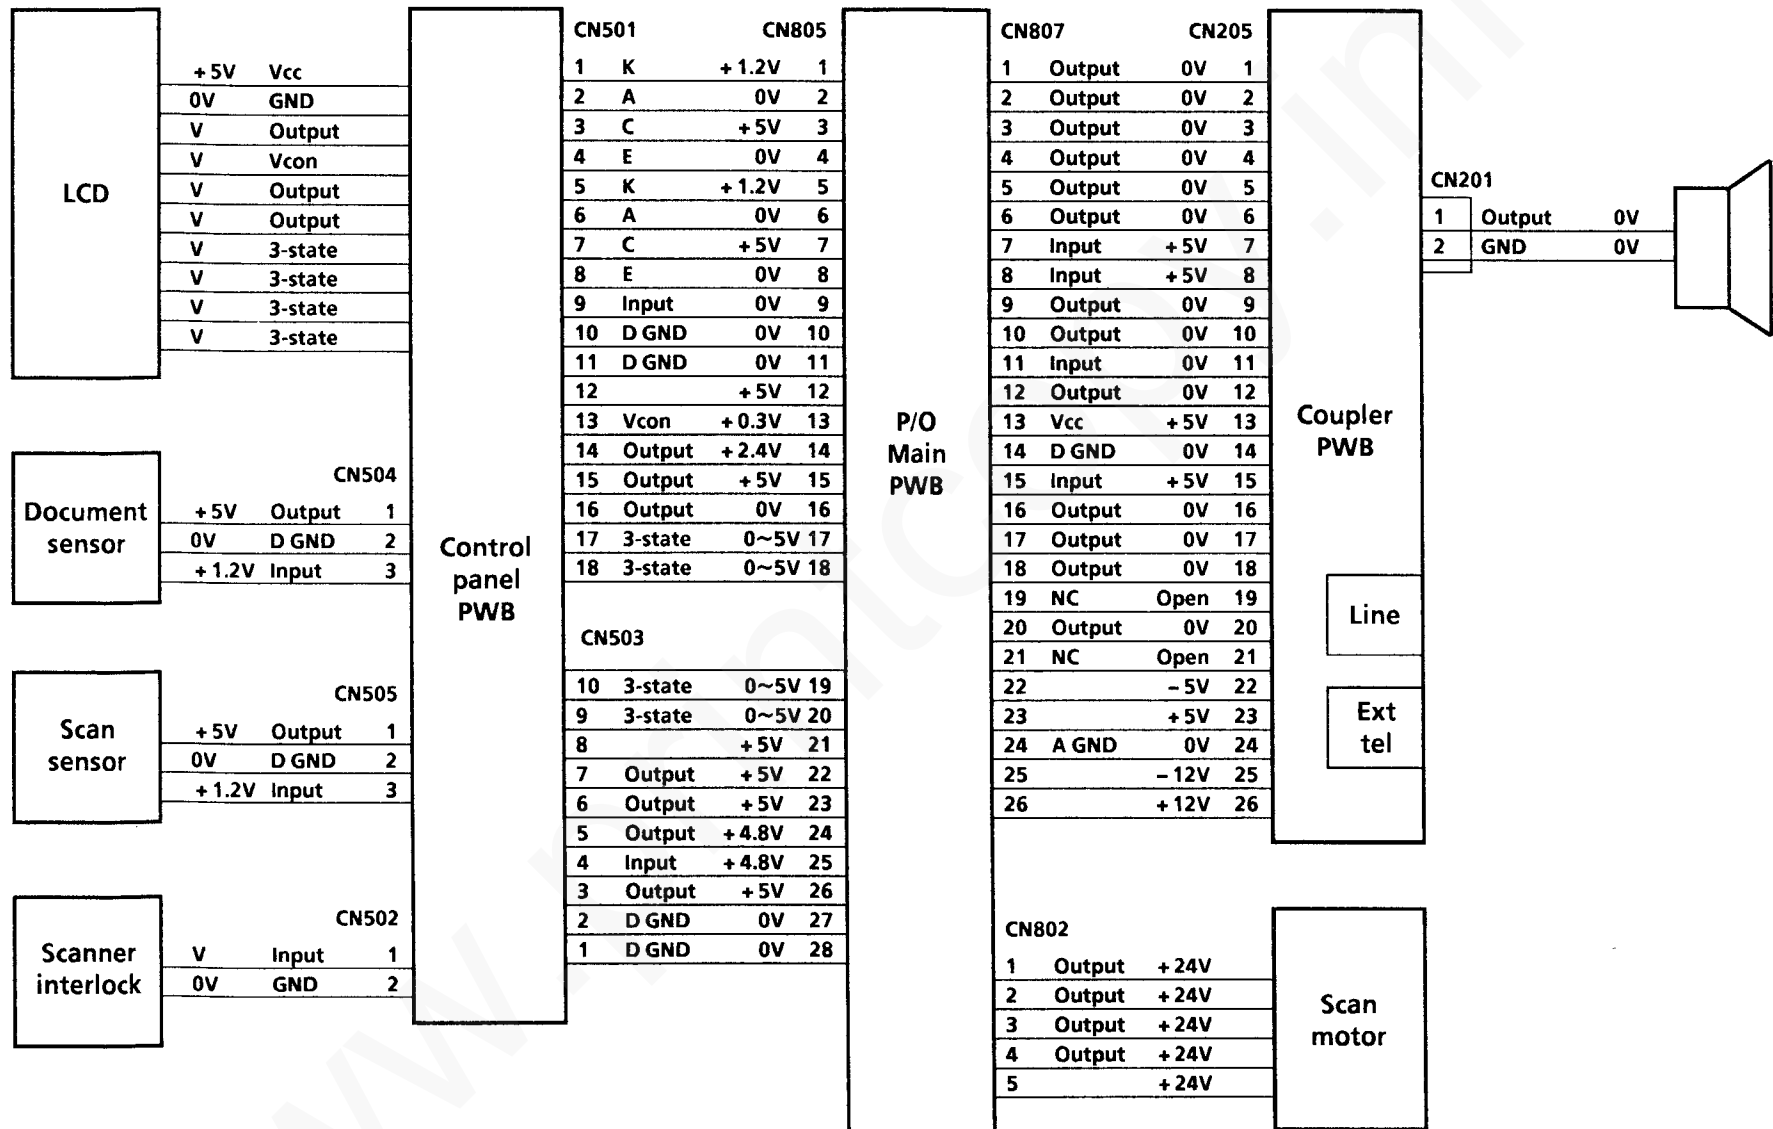 LCD
+5V Vcc
0V GND
V Output
V Vcon
V Output
V Output
V 3-state
V 3-state
V 3-state
V 3-state
Document
sensor
CN504
+5V Output 1
0V D GND 2
+1.2V Input 3
Scan
sensor
CN505
+5V Output 1
0V D GND 2
+1.2V Input 3
Scanner
interlock
CN502
V Input 1
0V GND 2
Control
panel
PWB
CN501 CN805
1 K +1.2V 1
2 A 0V 2
3 C +5V 3
4 E 0V 4
5 K +1.2V 5
6 A 0V 6
7 C +5V 7
8 E 0V 8
9 Input 0V 9
10 D GND 0V 10
11 D GND 0V 11
12 +5V 12
13 Vcon +0.3V 13
14 Output +2.4V 14
15 Output +5V 15
16 Output 0V 16
17 3-state 0~5V 17
18 3-state 0~5V 18
CN503
10 3-state 0~5V 19
9 3-state 0~5V 20
8 +5V 21
7 Output +5V 22
6 Output +5V 23
5 Output +4.8V 24
4 Input +4.8V 25
3 Output +5V 26
2 D GND 0V 27
1 D GND 0V 28
P/O
Main
PWB
CN807 CN205
1 Output 0V 1
2 Output 0V 2
3 Output 0V 3
4 Output 0V 4
5 Output 0V 5
6 Output 0V 6
7 Input +5V 7
8 Input +5V 8
9 Output 0V 9
10 Output 0V 10
11 Input 0V 11
12 Output 0V 12
13 Vcc +5V 13
14 D GND 0V 14
15 Input +5V 15
16 Output 0V 16
17 Output 0V 17
18 Output 0V 18
19 NC Open 19
20 Output 0V 20
21 NC Open 21
22 -5V 22
23 +5V 23
24 A GND 0V 24
25 -12V 25
26 +12V 26
CN802
1 Output +24V
2 Output +24V
3 Output +24V
4 Output +24V
5 +24V
Coupler
PWB
Line
Ext
tel
CN201
1 Output 0V
2 GND 0V
Scan
motor